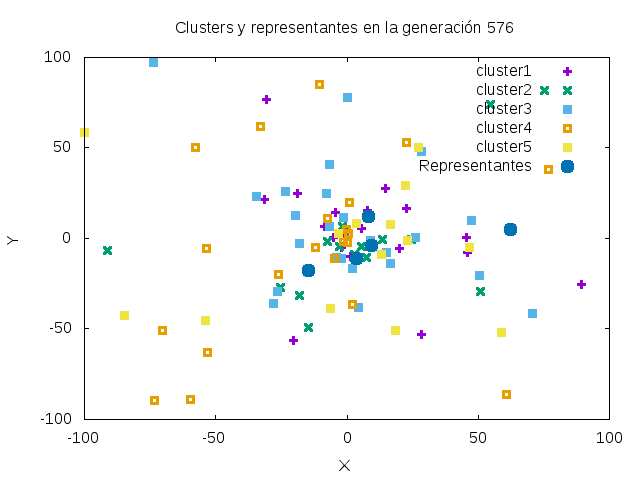 Clusters y representantes en la generación 576
100
50
0
-50
-100
-100
-50
0
50
100
Y
X
cluster1
cluster2
cluster3
cluster4
cluster5
Representantes